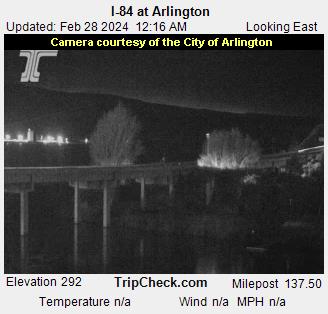 I-84 at Arlington
Updated: Feb 28 2024 12:16 AM Looking East
Camera courtesy of the City of Arlington
Elevation 292 TripCheck.com Milepost 137.50
Temperature n/a Wind n/a MPH n/a